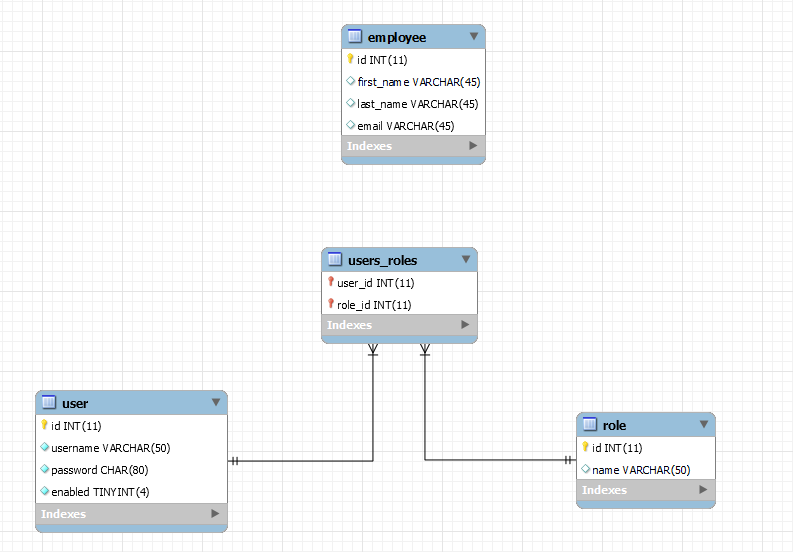 employee
id INT(11)
first_name VARCHAR(45)
last_name VARCHAR(45)
email VARCHAR(45)
Indexes
users_roles
user_id INT(11)
role_id INT(11)
Indexes
user
id INT(11)
username VARCHAR(50)
password CHAR(80)
enabled TINYINT(4)
Indexes
role
id INT(11)
name VARCHAR(50)
Indexes